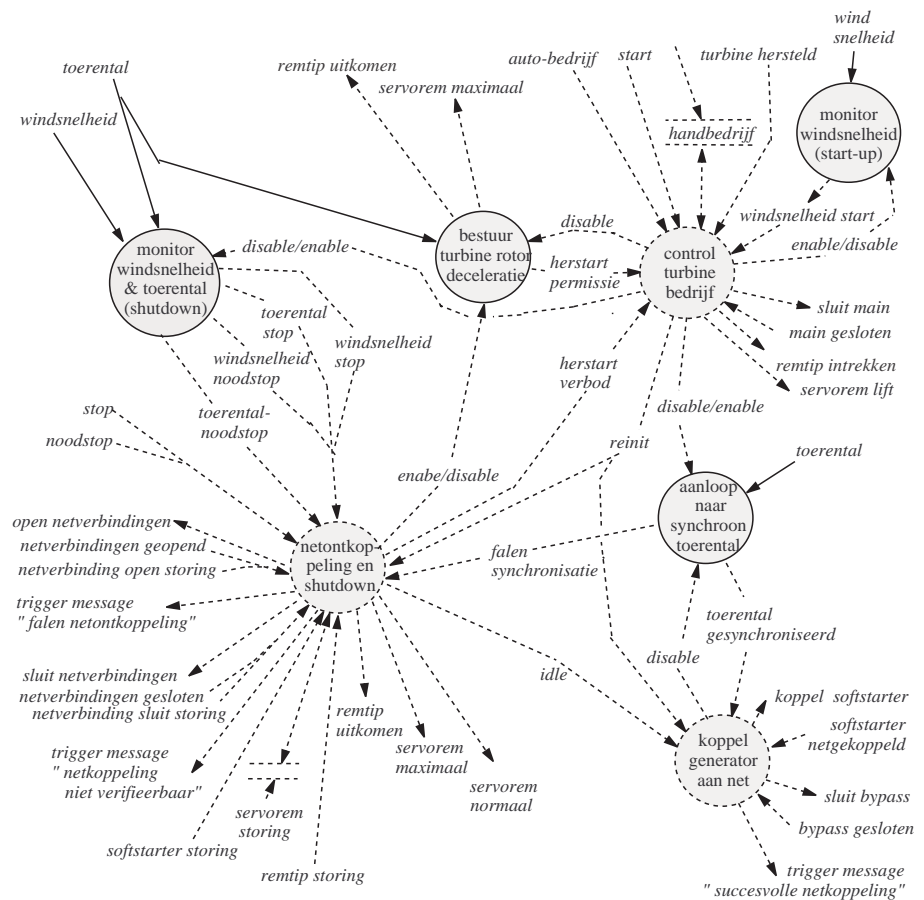 wind
snelheid
toerental
remtip uitkomen
servorem maximaal
auto-bedrijf
start
turbine hersteld
windsnelheid
handbedrijf
monitor
windsnelheid
(start-up)
monitor
windsnelheid
& toerental
(shutdown)
disable/enable
bestuur
turbine rotor
deceleratie
disable
herstart
permissie
control
turbine
bedrijf
windsnelheid start
enable/disable
sluit main
main gesloten
remtip intrekken
servorem lift
toerental
stop
windsnelheid
noodstop
windsnelheid
stop
toerental-
noodstop
herstart
verbod
disable/enable
stop
noodstop
reinit
toerental
enabe/disable
aanloop
naar
synchroon
toerental
open netverbindingen
netverbindingen geopend
netverbinding open storing
netontkop-
peling en
shutdown
falen
synchronisatie
trigger message
" falen netontkoppeling"
toerental
gesynchroniseerd
disable
idle
sluit netverbindingen
netverbindingen gesloten
netverbinding sluit storing
remtip
uitkomen
servorem
maximaal
servorem
normaal
trigger message
" netkoppeling
niet verifieerbaar"
servorem
storing
softstarter storing
remtip storing
koppel
generator
aan net
koppel softstarter
softstarter
netgekoppeld
sluit bypass
bypass gesloten
trigger message
" succesvolle netkoppeling"